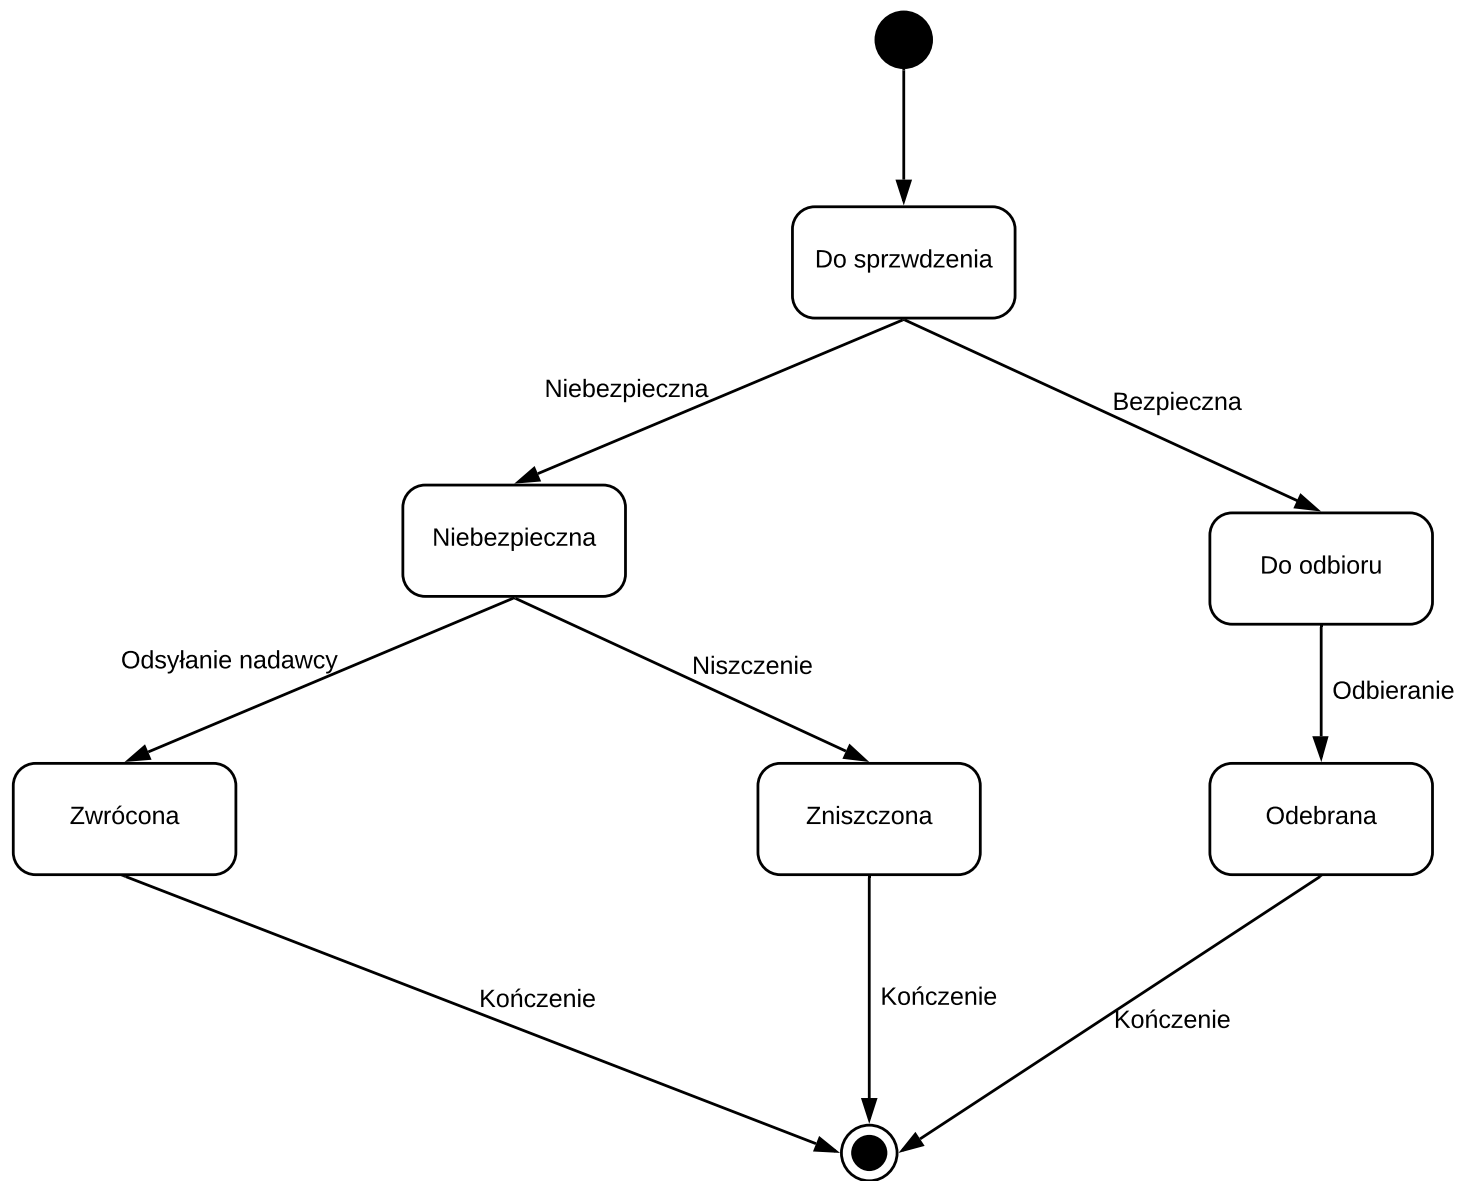 Do sprzwdzenia
Niebezpieczna
Bezpieczna
Niebezpieczna
Do odbioru
Odsyłanie nadawcy
Niszczenie
Odbieranie
Zwrócona
Zniszczona
Odebrana
Kończenie
Kończenie
Kończenie